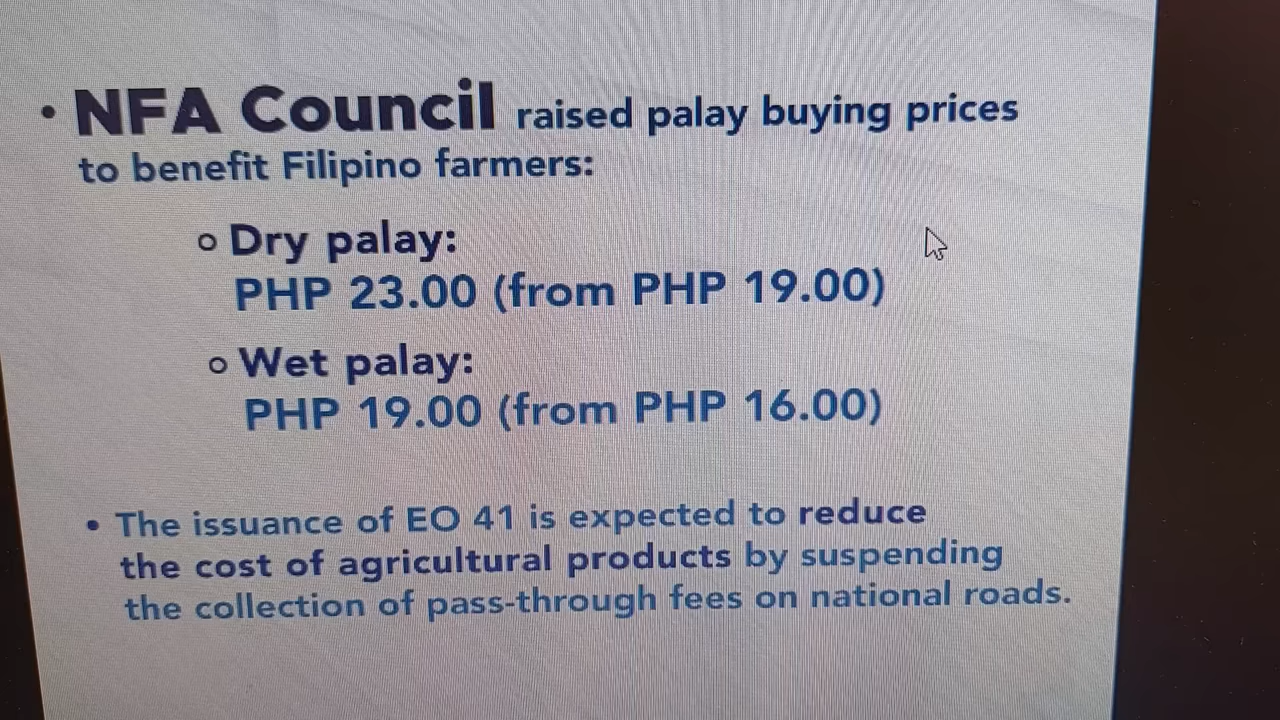 • NFA Council raised palay buying prices
to benefit Filipino farmers:
○ Dry palay:
PHP 23.00 (from PHP 19.00)
○ Wet palay:
PHP 19.00 (from PHP 16.00)
• The issuance of EO 41 is expected to reduce
the cost of agricultural products by suspending
the collection of pass-through fees on national roads.